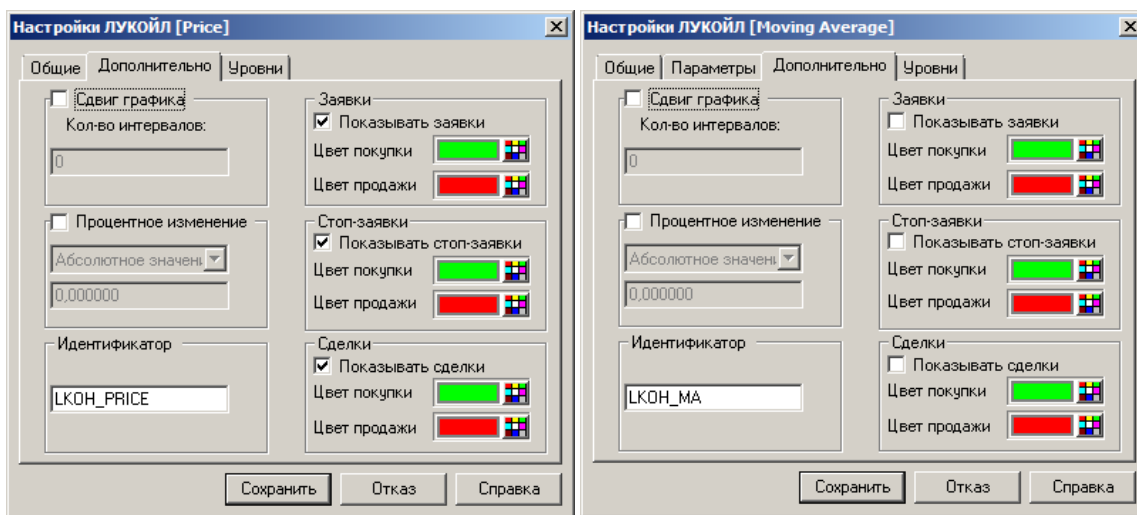 Настройки ЛУКОЙЛ [Price]
Общие Дополнительно Уровни
Сдвиг графика
Кол-во интервалов:
0
Процентное изменение
Абсолютное значени
0,000000
Идентификатор
LKOH_PRICE
Заявки
Показывать заявки
Цвет покупки
Цвет продажи
Стоп-заявки
Показывать стоп-заявки
Цвет покупки
Цвет продажи
Сделки
Показывать сделки
Цвет покупки
Цвет продажи
Сохранить Отказ Справка
Настройки ЛУКОЙЛ [Moving Average]
Общие Параметры Дополнительно Уровни
Сдвиг графика
Кол-во интервалов:
0
Процентное изменение
Абсолютное значени
0,000000
Идентификатор
LKOH_MA
Заявки
Показывать заявки
Цвет покупки
Цвет продажи
Стоп-заявки
Показывать стоп-заявки
Цвет покупки
Цвет продажи
Сделки
Показывать сделки
Цвет покупки
Цвет продажи
Сохранить Отказ Справка